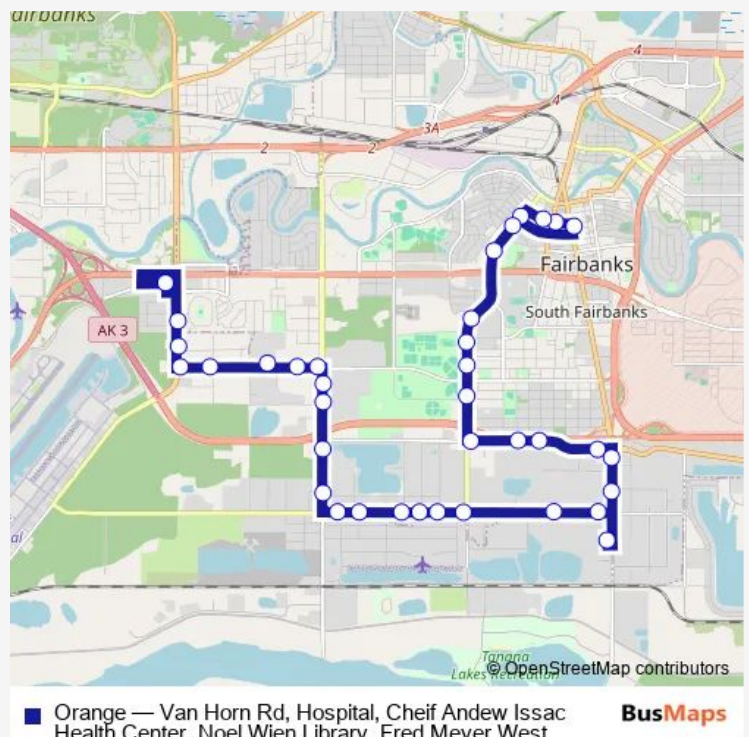 airbanks
4
4
3A
2
2
Fairbanks
South Fairbanks
AK 3
al
Tanana
Lakes Recreation
© OpenStreetMap contributors
Orange — Van Horn Rd, Hospital, Cheif Andew Issac
Health Center, Noel Wien Library, Fred Meyer West
BusMaps